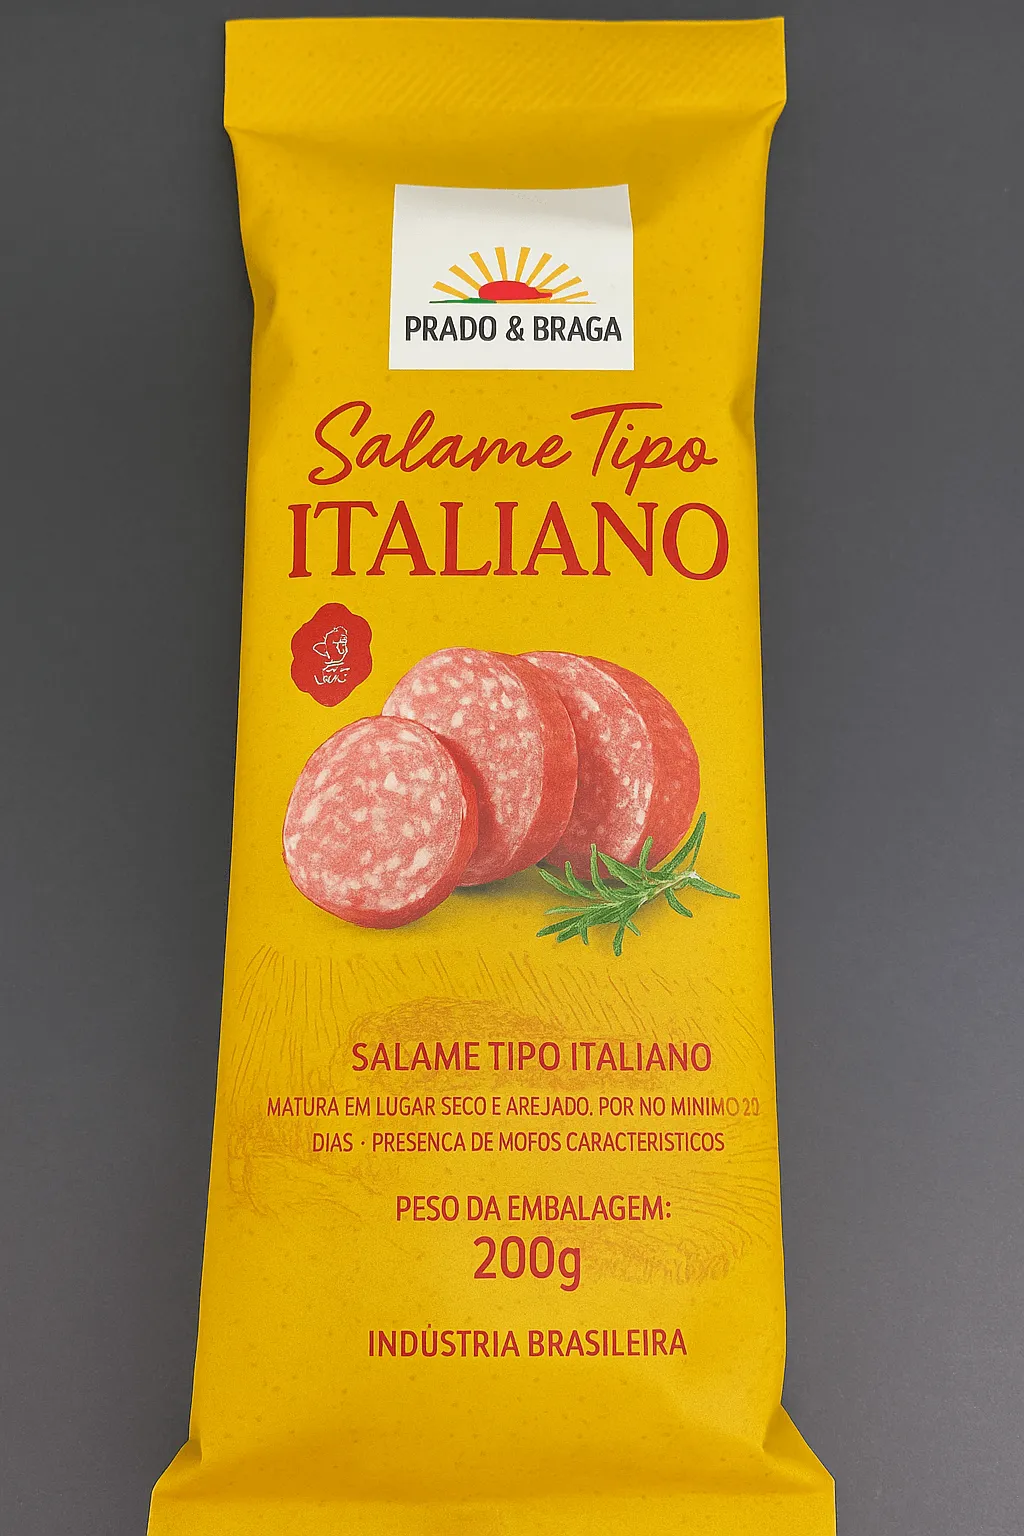 PRADO & BRAGA
Salame Tipo
ITALIANO
SALAME TIPO ITALIANO
MATURA EM LUGAR SECO E AREJADO. POR NO MINIMO 20
DIAS · PRESENCA DE MOFOS CARACTERISTICOS
PESO DA EMBALAGEM:
200g
INDÚSTRIA BRASILEIRA